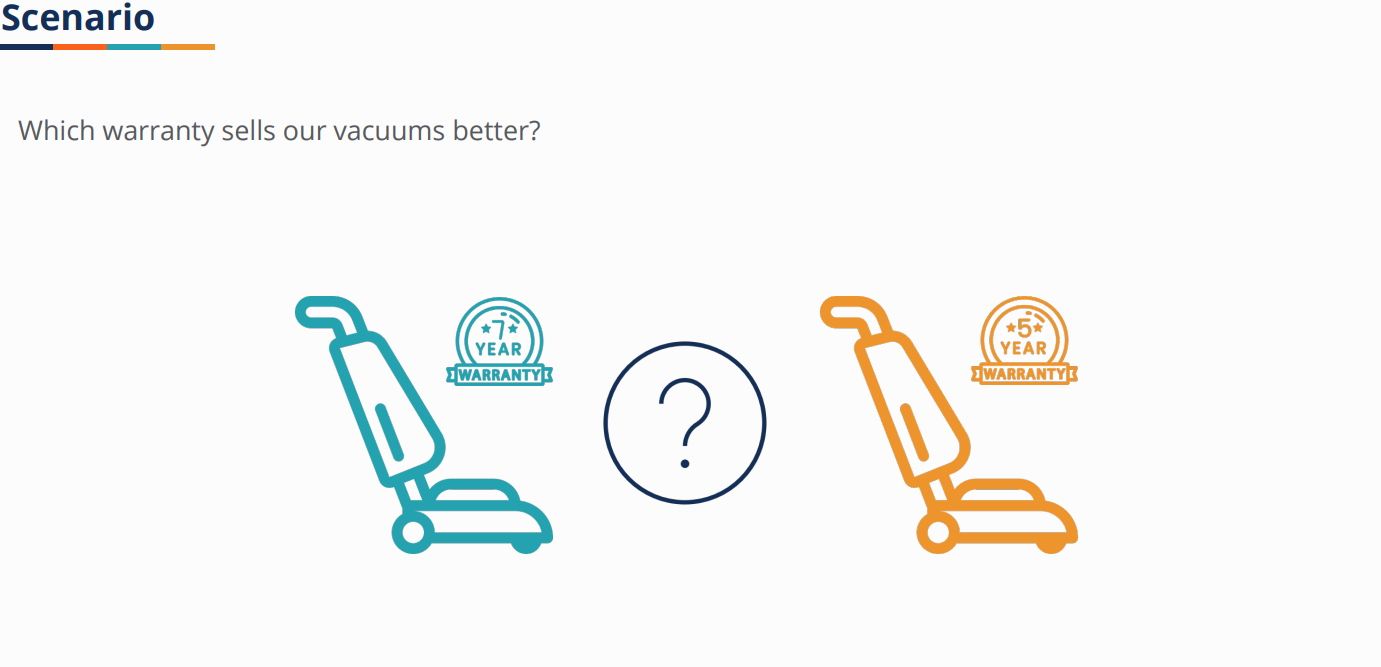 Scenario
Which warranty sells our vacuums better?
7
YEAR
WARRANTY
?
5
YEAR
WARRANTY